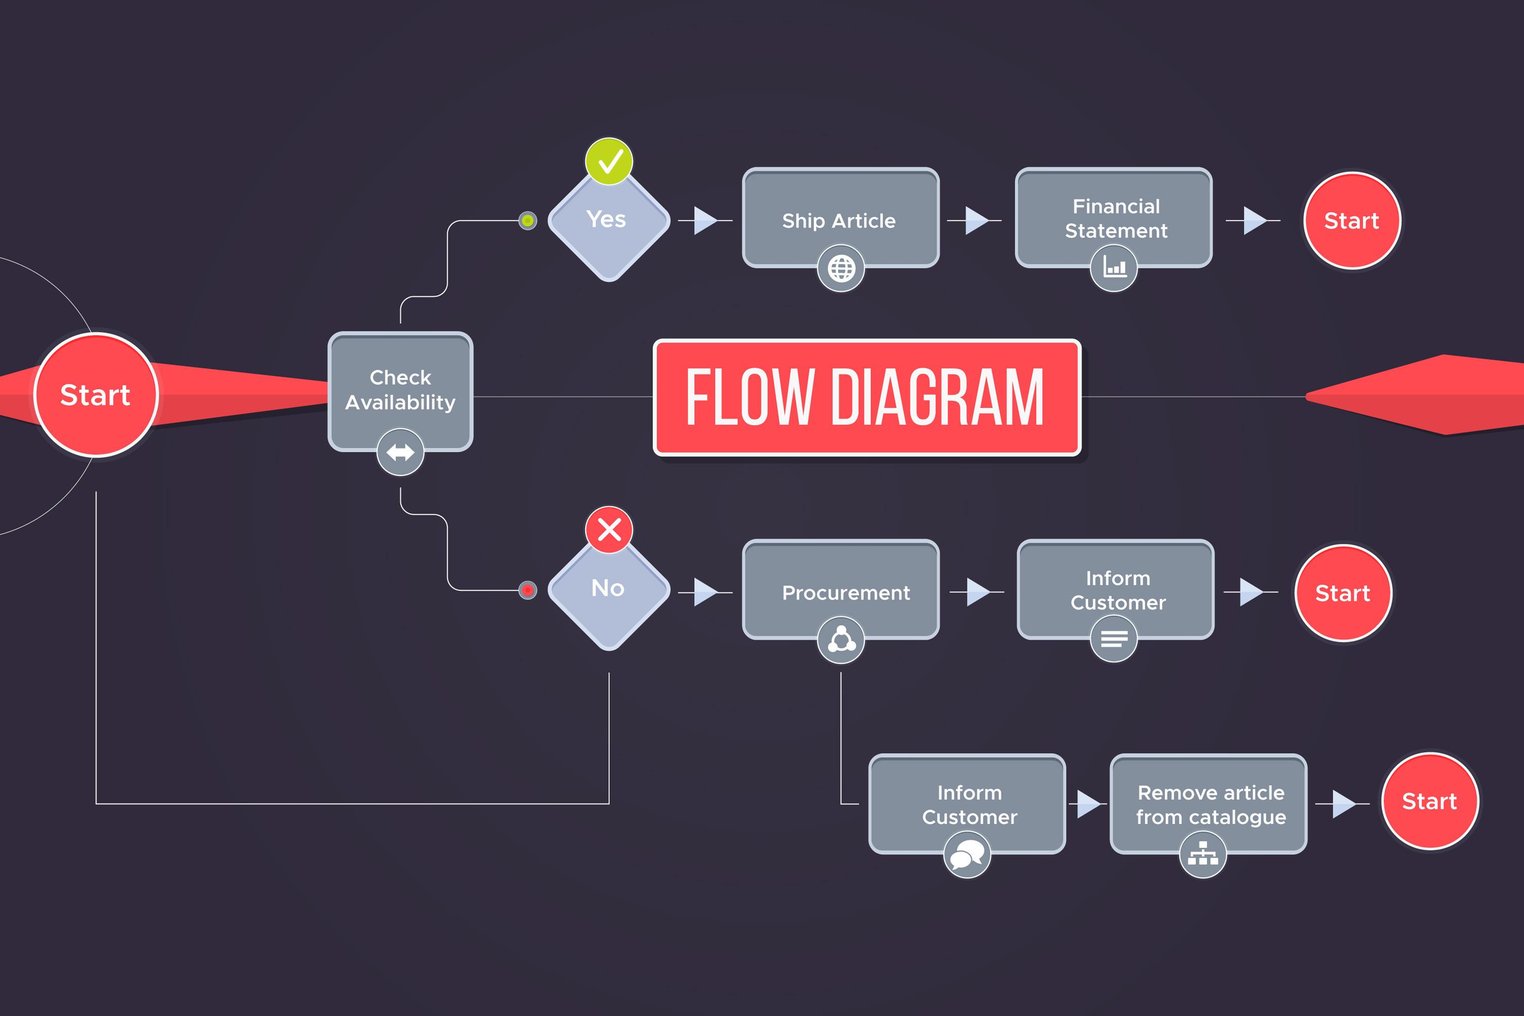 Yes
Ship Article
Financial
Statement
Start
Start
Check
Availability
FLOW DIAGRAM
No
Procurement
Inform
Customer
Start
Inform
Customer
Remove article
from catalogue
Start